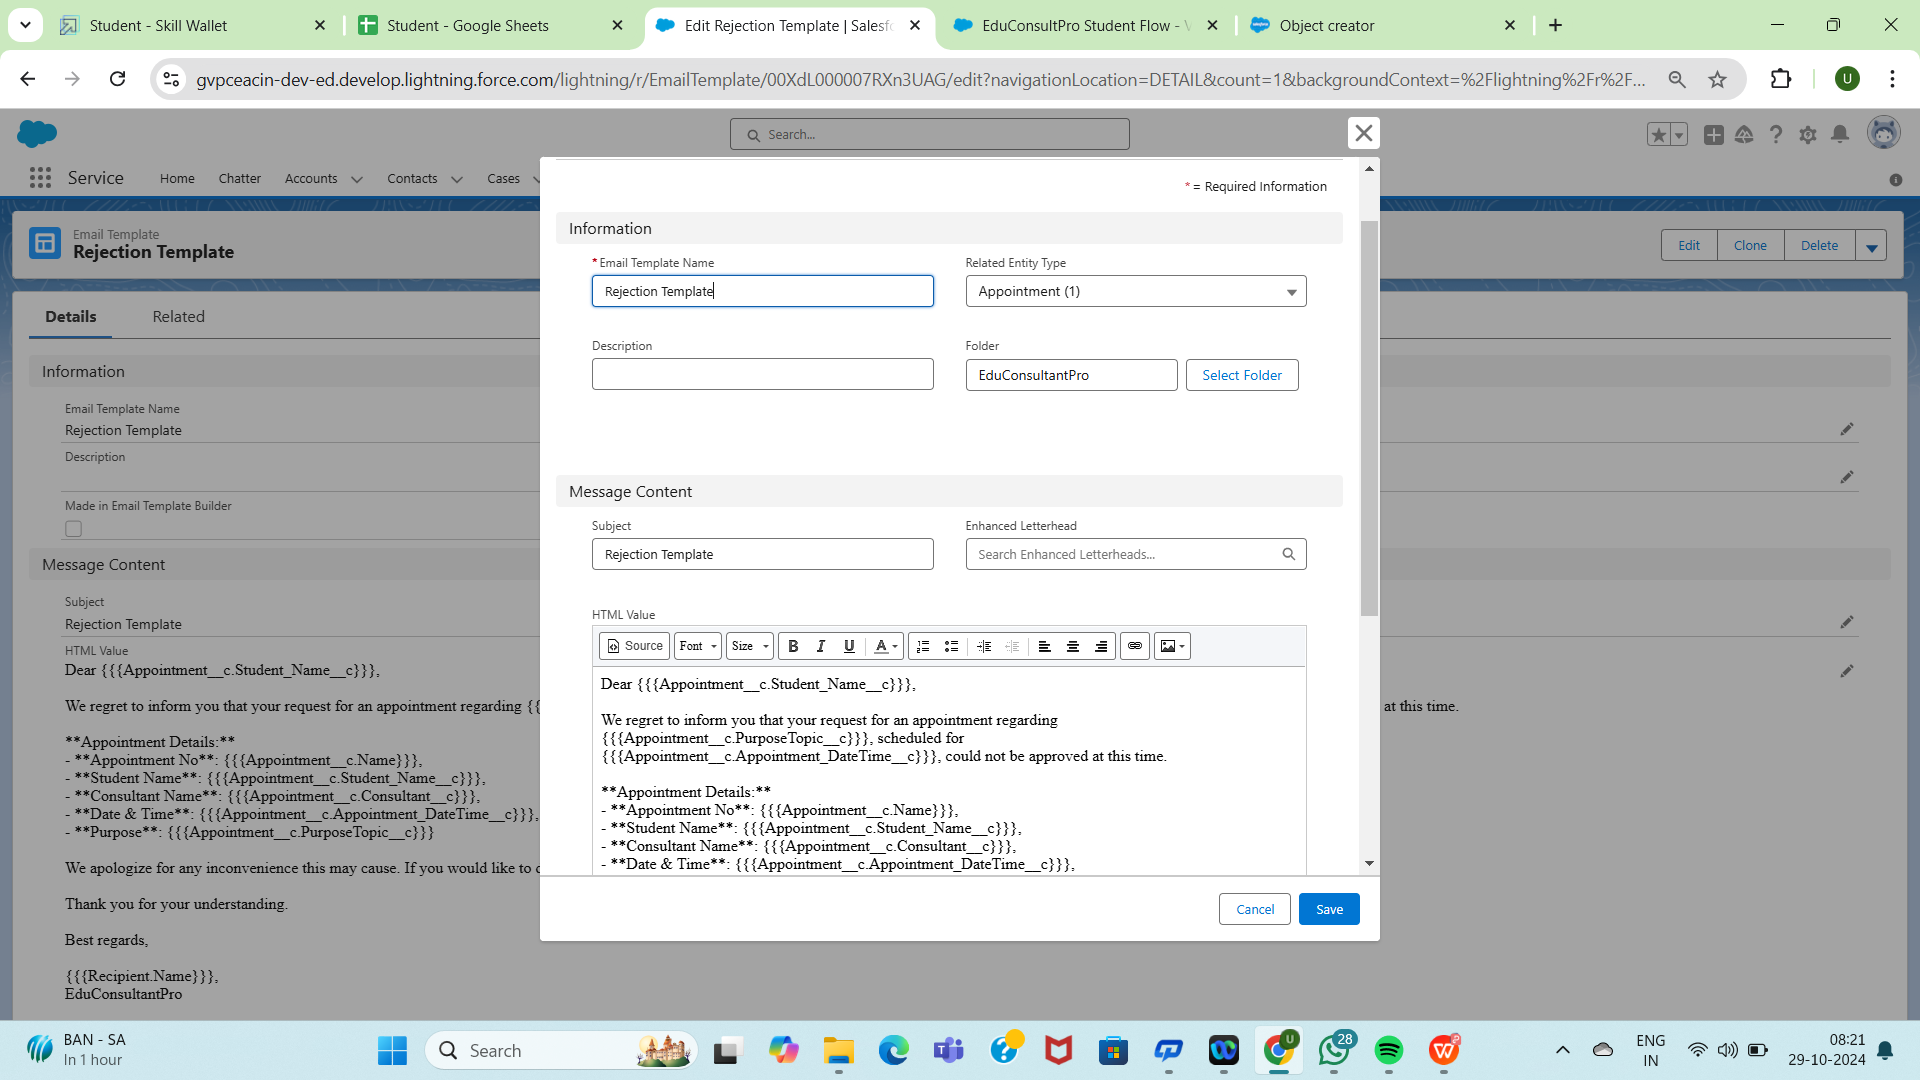 Student - Skill Wallet
Student - Google Sheets
Edit Rejection Template | Salesfo
EduConsultPro Student Flow - V
Object creator
gvpceacin-dev-ed.develop.lightning.force.com/lightning/r/EmailTemplate/00XdL000007RXn3UAG/edit?navigationLocation=DETAIL&count=1&backgroundContext=%2Flightning%2Fr%2F...
U
Search...
Service
Home
Chatter
Accounts
Contacts
Cases
Email Template
Rejection Template
Edit
Clone
Delete
Details
Related
Information
Email Template Name
Rejection Template
Description
Made in Email Template Builder
Message Content
Subject
Rejection Template
HTML Value
Dear {{{Appointment__c.Student_Name__c}}},
We regret to inform you that your request for an appointment regarding {{
at this time.
**Appointment Details:**
- **Appointment No**: {{{Appointment__c.Name}}},
- **Student Name**: {{{Appointment__c.Student_Name__c}}},
- **Consultant Name**: {{{Appointment__c.Consultant__c}}},
- **Date & Time**: {{{Appointment__c.Appointment_DateTime__c}}},
- **Purpose**: {{{Appointment__c.PurposeTopic__c}}}
We apologize for any inconvenience this may cause. If you would like to
Thank you for your understanding.
Best regards,
{{{Recipient.Name}}},
EduConsultantPro
* = Required Information
Information
* Email Template Name
Rejection Template
Related Entity Type
Appointment (1)
Description
Folder
EduConsultantPro
Select Folder
Message Content
Subject
Rejection Template
Enhanced Letterhead
Search Enhanced Letterheads...
HTML Value
Source
Font
Size
B
I
U
A
Dear {{{Appointment__c.Student_Name__c}}},
We regret to inform you that your request for an appointment regarding
{{{Appointment__c.PurposeTopic__c}}}, scheduled for
{{{Appointment__c.Appointment_DateTime__c}}}, could not be approved at this time.
**Appointment Details:**
- **Appointment No**: {{{Appointment__c.Name}}},
- **Student Name**: {{{Appointment__c.Student_Name__c}}},
- **Consultant Name**: {{{Appointment__c.Consultant__c}}},
- **Date & Time**: {{{Appointment__c.Appointment_DateTime__c}}},
Cancel
Save
BAN - SA
In 1 hour
Search
28
ENG
IN
08:21
29-10-2024